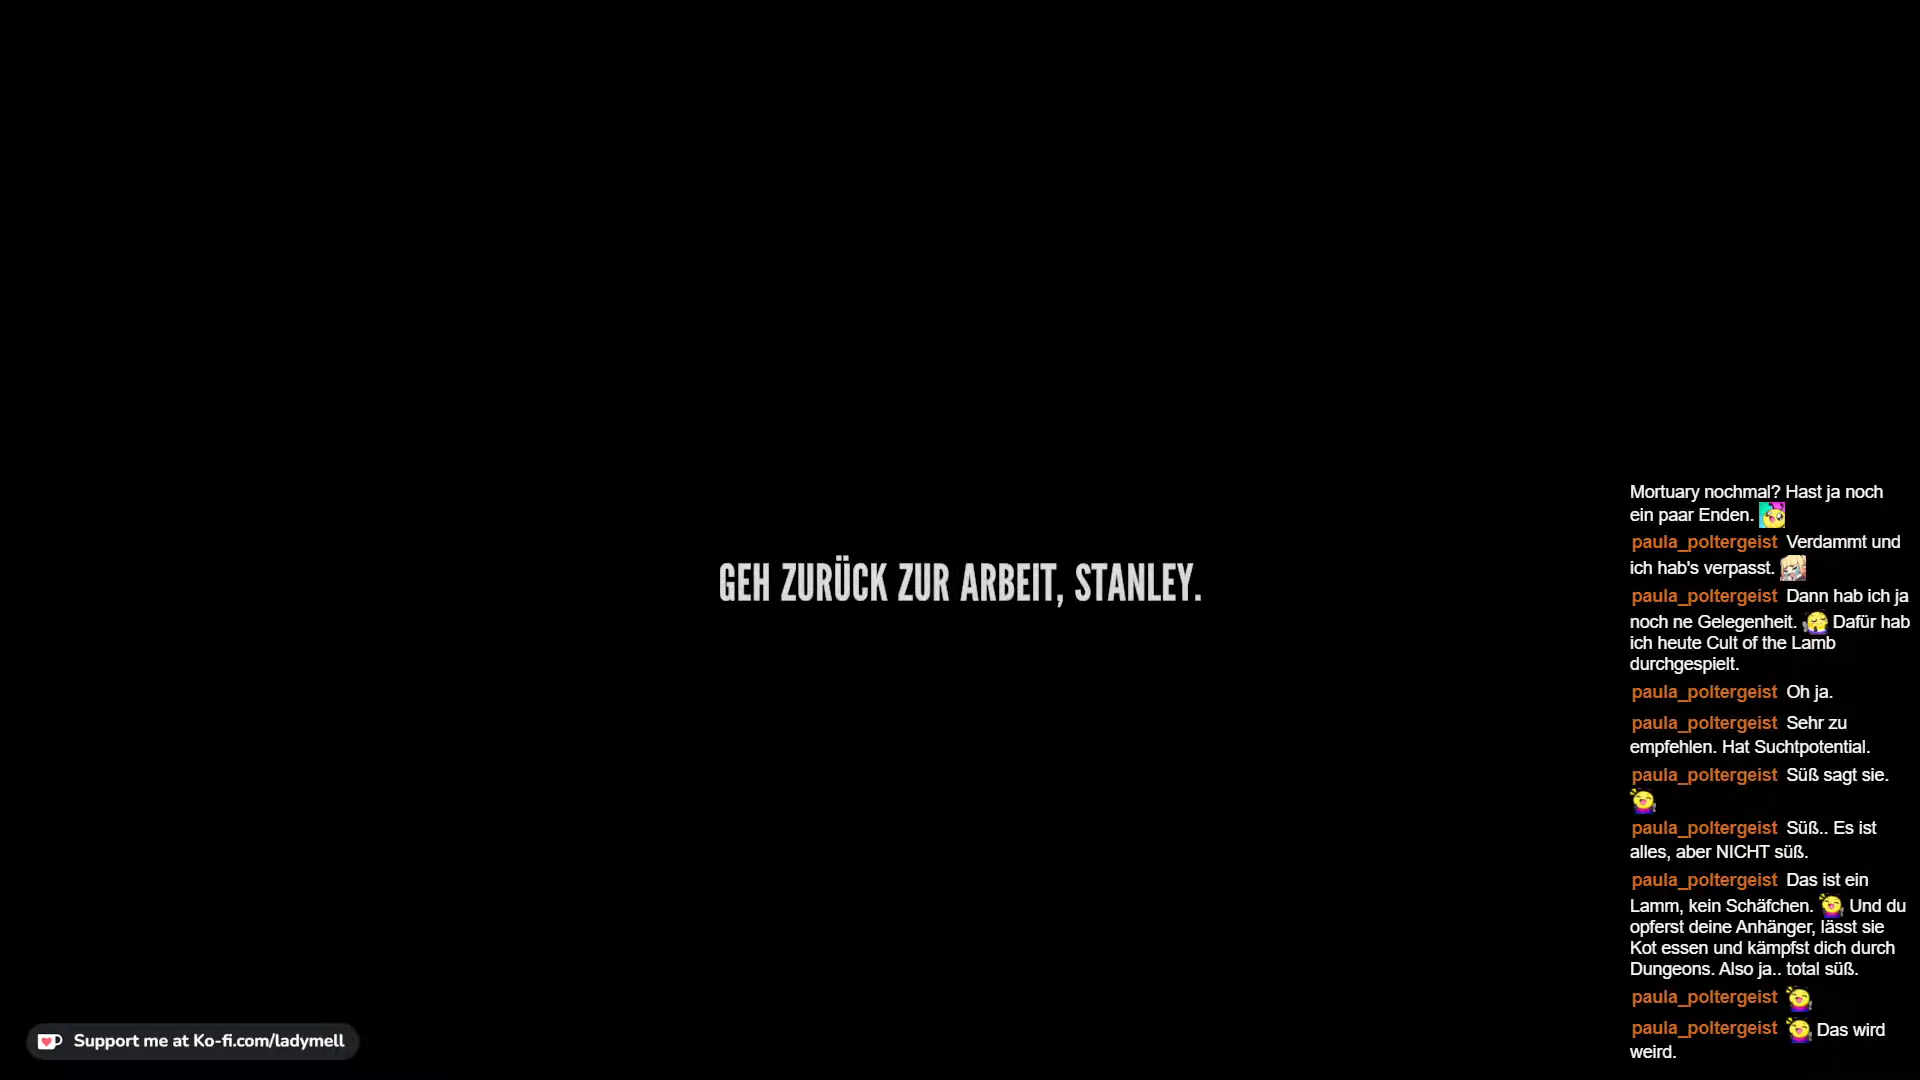 Mortuary nochmal? Hast ja noch
ein paar Enden.
paula_poltergeist Verdammt und
ich hab's verpasst.
paula_poltergeist Dann hab ich ja
noch ne Gelegenheit. Dafür hab
ich heute Cult of the Lamb
durchgespielt.
paula_poltergeist Oh ja.
paula_poltergeist Sehr zu
empfehlen. Hat Suchtpotential.
paula_poltergeist Süß sagt sie.
paula_poltergeist Süß.. Es ist
alles, aber NICHT süß.
paula_poltergeist Das ist ein
Lamm, kein Schäfchen. Und du
opferst deine Anhänger, lässt sie
Kot essen und kämpfst dich durch
Dungeons. Also ja.. total süß.
paula_poltergeist
paula_poltergeist Das wird
weird.
GEH ZURÜCK ZUR ARBEIT, STANLEY.
Support me at Ko-fi.com/ladymell